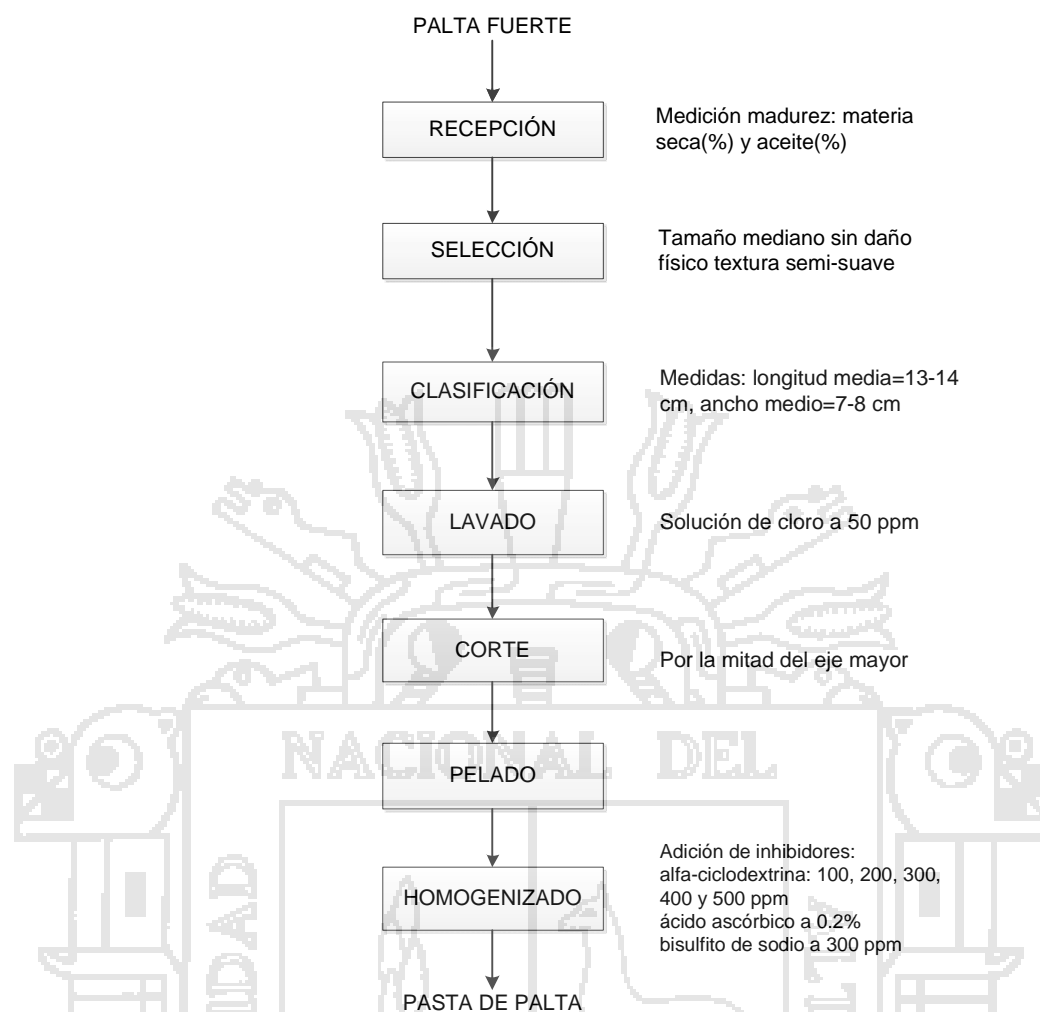 PALTA FUERTE
RECEPCIÓN
Medición madurez: materia
seca(%) y aceite(%)
SELECCIÓN
Tamaño mediano sin daño
físico textura semi-suave
CLASIFICACIÓN
Medidas: longitud media=13-14
cm, ancho medio=7-8 cm
LAVADO
Solución de cloro a 50 ppm
CORTE
Por la mitad del eje mayor
NACIONAL DEL
PELADO
HOMOGENIZADO
Adición de inhibidores:
alfa-ciclodextrina: 100, 200, 300,
400 y 500 ppm
ácido ascórbico a 0.2%
bisulfito de sodio a 300 ppm
DAD
PASTA DE PALTA